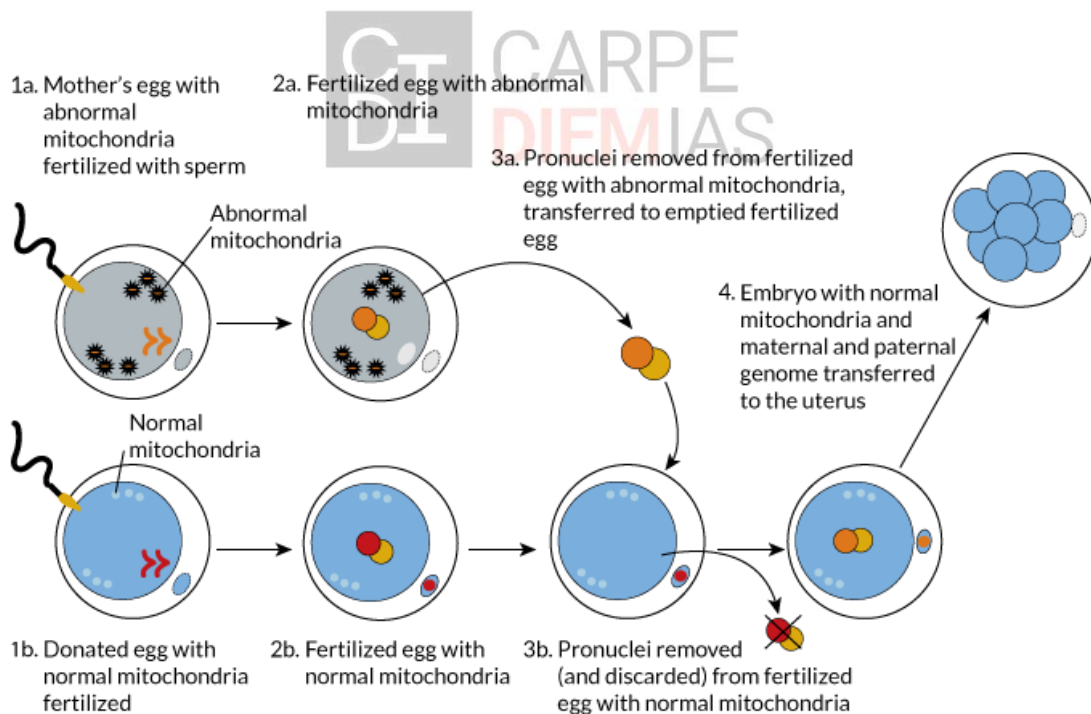 CD CARPE
I DIEM IAS
1a. Mother's egg with
abnormal
mitochondria
fertilized with sperm
2a. Fertilized egg with abnormal
mitochondria
3a. Pronuclei removed from fertilized
egg with abnormal mitochondria,
transferred to emptied fertilized
egg
Abnormal
mitochondria
4. Embryo with normal
mitochondria and
maternal and paternal
genome transferred
to the uterus
Normal
mitochondria
1b. Donated egg with
normal mitochondria
fertilized
2b. Fertilized egg with
normal mitochondria
3b. Pronuclei removed
(and discarded) from fertilized
egg with normal mitochondria